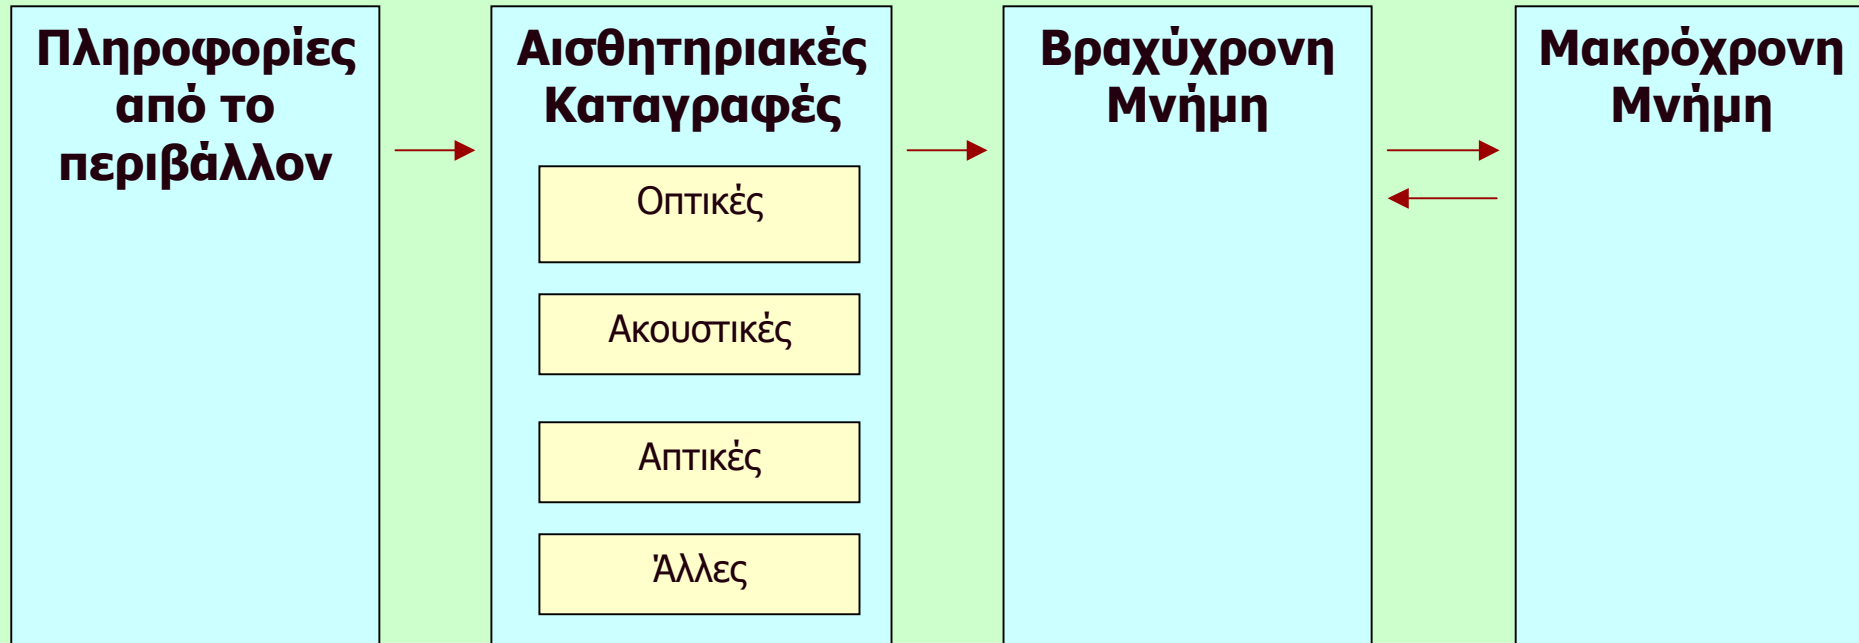 Πληροφορίες
από το
περιβάλλον
Αισθητηριακές
Καταγραφές
Οπτικές
Ακουστικές
Απτικές
Άλλες
Βραχύχρονη
Μνήμη
Μακρόχρονη
Μνήμη